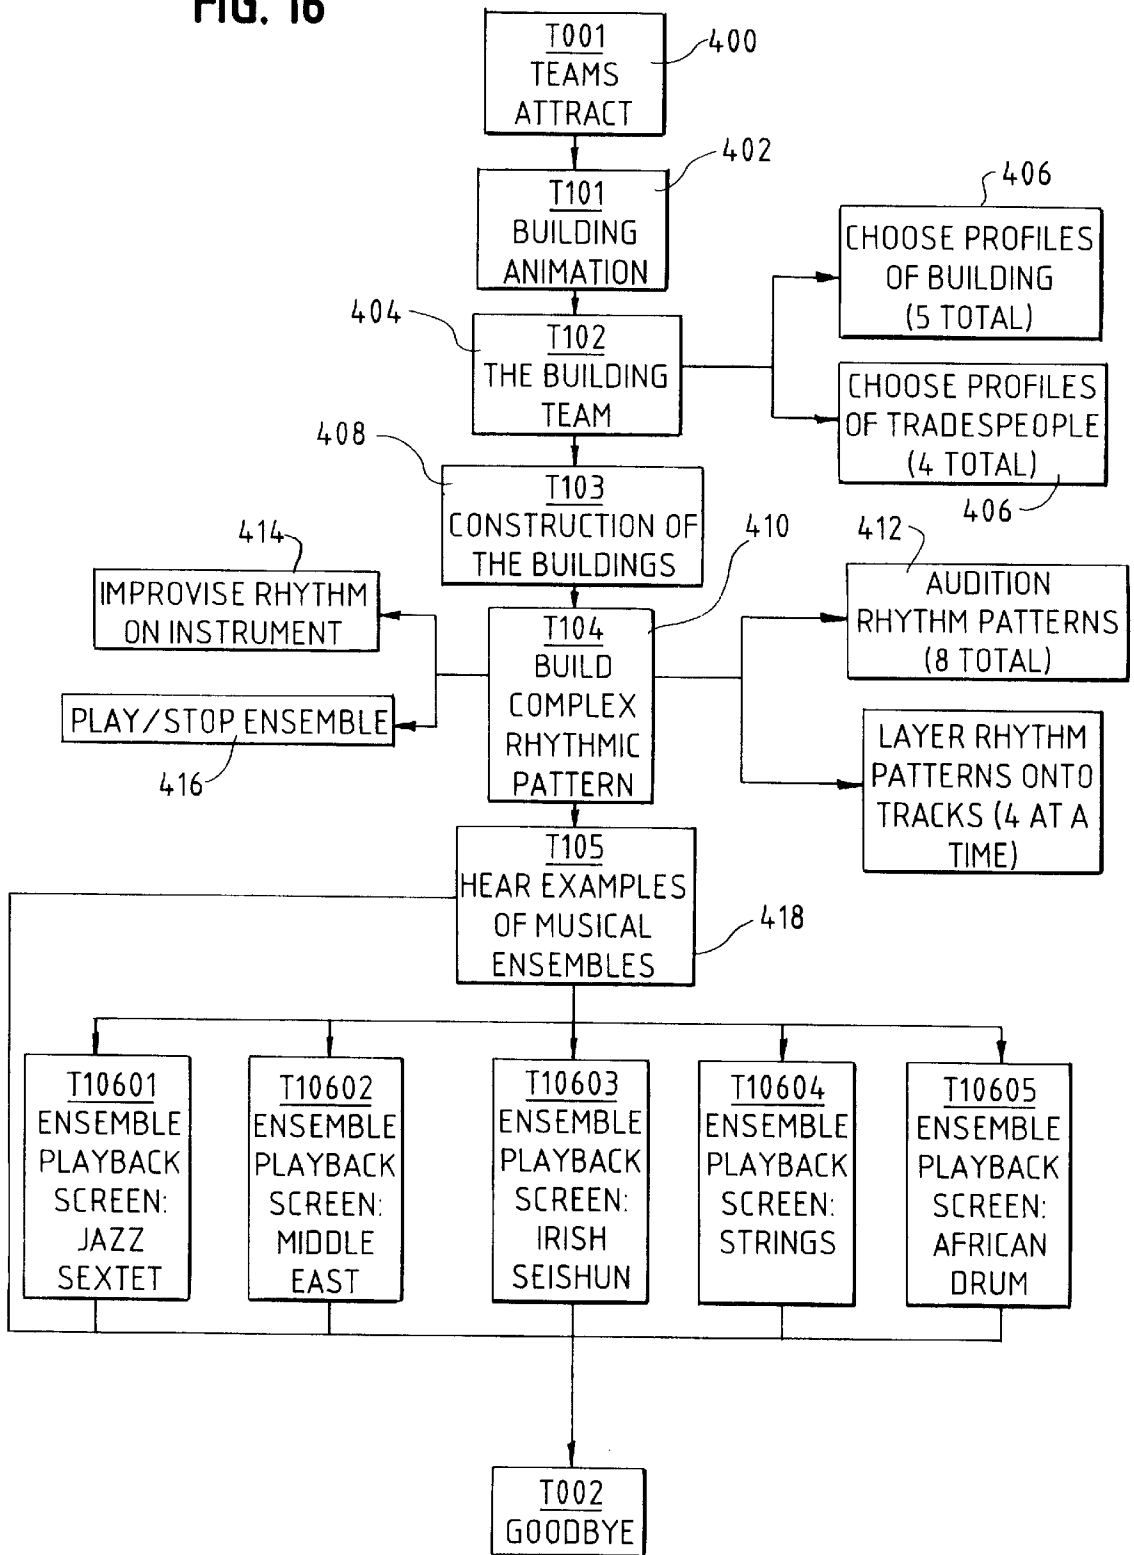 FIG. 16
T001
TEAMS
ATTRACT
400
T101
BUILDING
ANIMATION
402
T102
THE BUILDING
TEAM
404
CHOOSE PROFILES
OF BUILDING
(5 TOTAL)
406
CHOOSE PROFILES
OF TRADESPEOPLE
(4 TOTAL)
406
T103
CONSTRUCTION OF
THE BUILDINGS
408
T104
BUILD
COMPLEX
RHYTHMIC
PATTERN
410
IMPROVISE RHYTHM
ON INSTRUMENT
414
PLAY/STOP ENSEMBLE
416
AUDITION
RHYTHM PATTERNS
(8 TOTAL)
412
LAYER RHYTHM
PATTERNS ONTO
TRACKS (4 AT A
TIME)
T105
HEAR EXAMPLES
OF MUSICAL
ENSEMBLES
418
T10601
ENSEMBLE
PLAYBACK
SCREEN:
JAZZ
SEXTET
T10602
ENSEMBLE
PLAYBACK
SCREEN:
MIDDLE
EAST
T10603
ENSEMBLE
PLAYBACK
SCREEN:
IRISH
SEISHUN
T10604
ENSEMBLE
PLAYBACK
SCREEN:
STRINGS
T10605
ENSEMBLE
PLAYBACK
SCREEN:
AFRICAN
DRUM
T002
GOODBYE